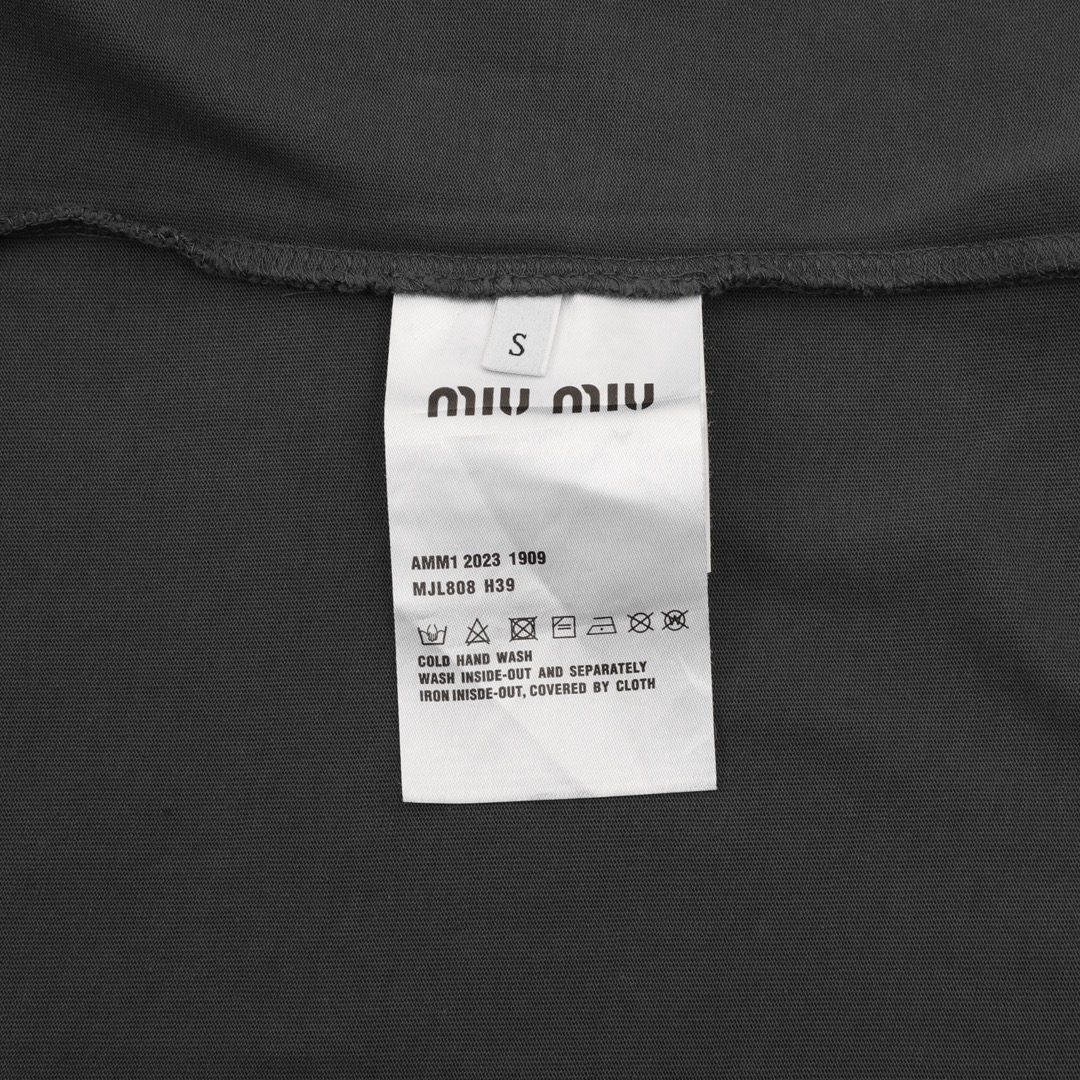 S
MIU MIU
AMM1 2023 1909
MJL808 H39
COLD HAND WASH
WASH INSIDE-OUT AND SEPARATELY
IRON INISDE-OUT, COVERED BY CLOTH